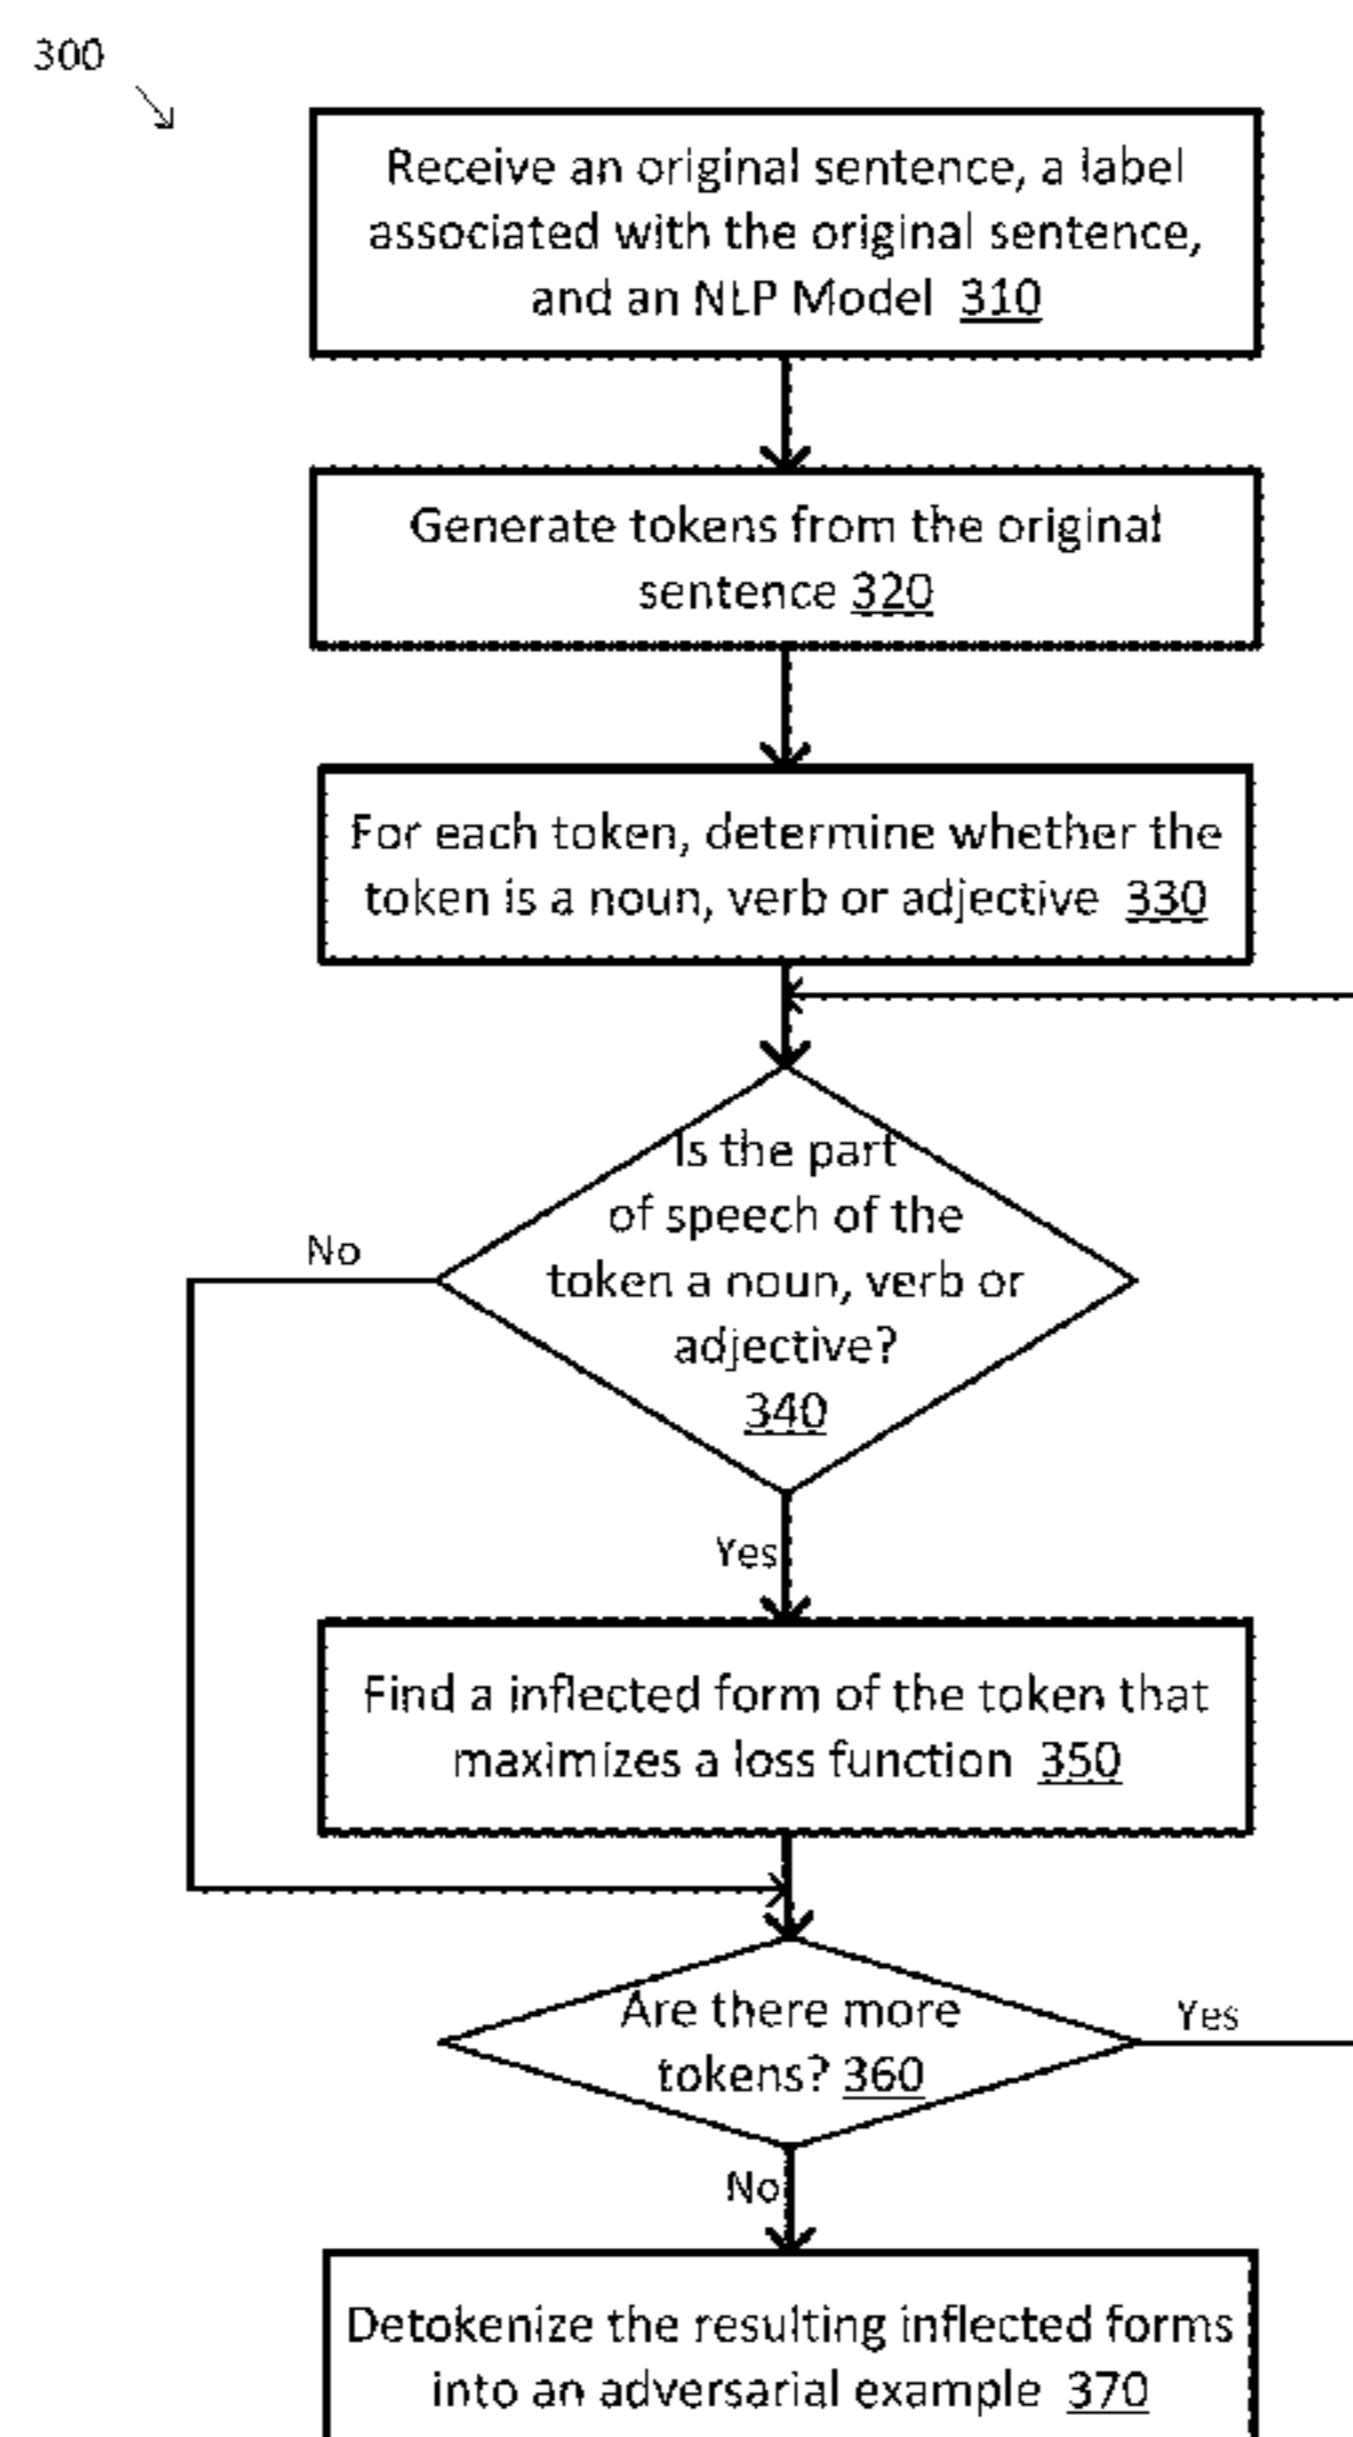 300
Receive an original sentence, a label
associated with the original sentence,
and an NLP Model 310
Generate tokens from the original
sentence 320
For each token, determine whether the
token is a noun, verb or adjective 330
Is the part
of speech of the
token a noun, verb or
adjective?
340
No
Yes
Find a inflected form of the token that
maximizes a loss function 350
Are there more
tokens? 360
Yes
No
Detokenize the resulting inflected forms
into an adversarial example 370